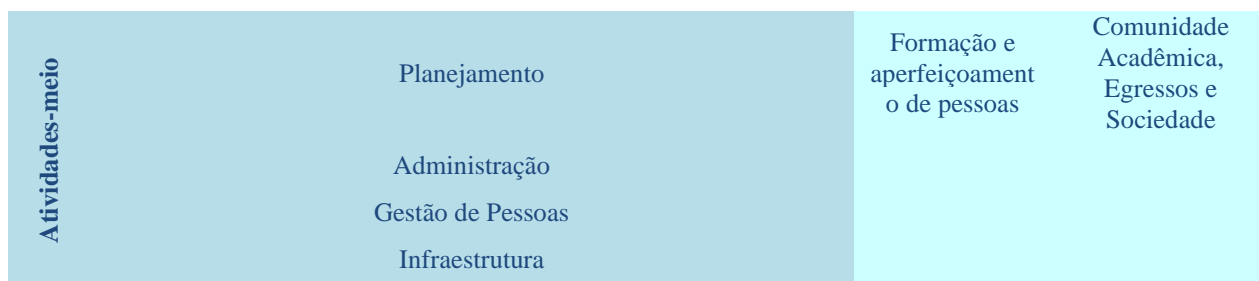 Atividades-meio
Planejamento
Administração
Gestão de Pessoas
Infraestrutura
Formação e
aperfeiçoament
o de pessoas
Comunidade
Acadêmica,
Egressos e
Sociedade